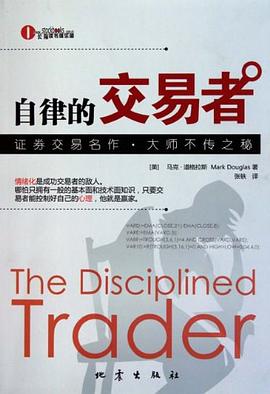 自律的 交易者
证券交易名作·大师不传之秘
[美] 马克·道格拉斯 Mark Douglas 著
张轶 译
情绪化是成功交易者的敌人。
哪怕只拥有一般的基本面和技术面知识，只要交
易者能控制好自己的心理，他就是赢家。
The Disciplined
Trader
地震出版社